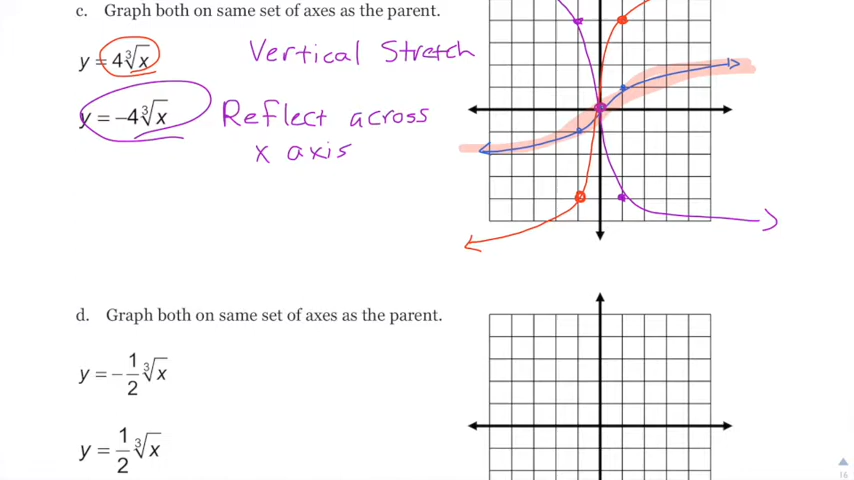 c. Graph both on same set of axes as the parent.
y = 4∛x
Vertical Stretch
y = –4∛x
Reflect across
x axis
d. Graph both on same set of axes as the parent.
y = –1/2 ∛x
y = 1/2 ∛x
16